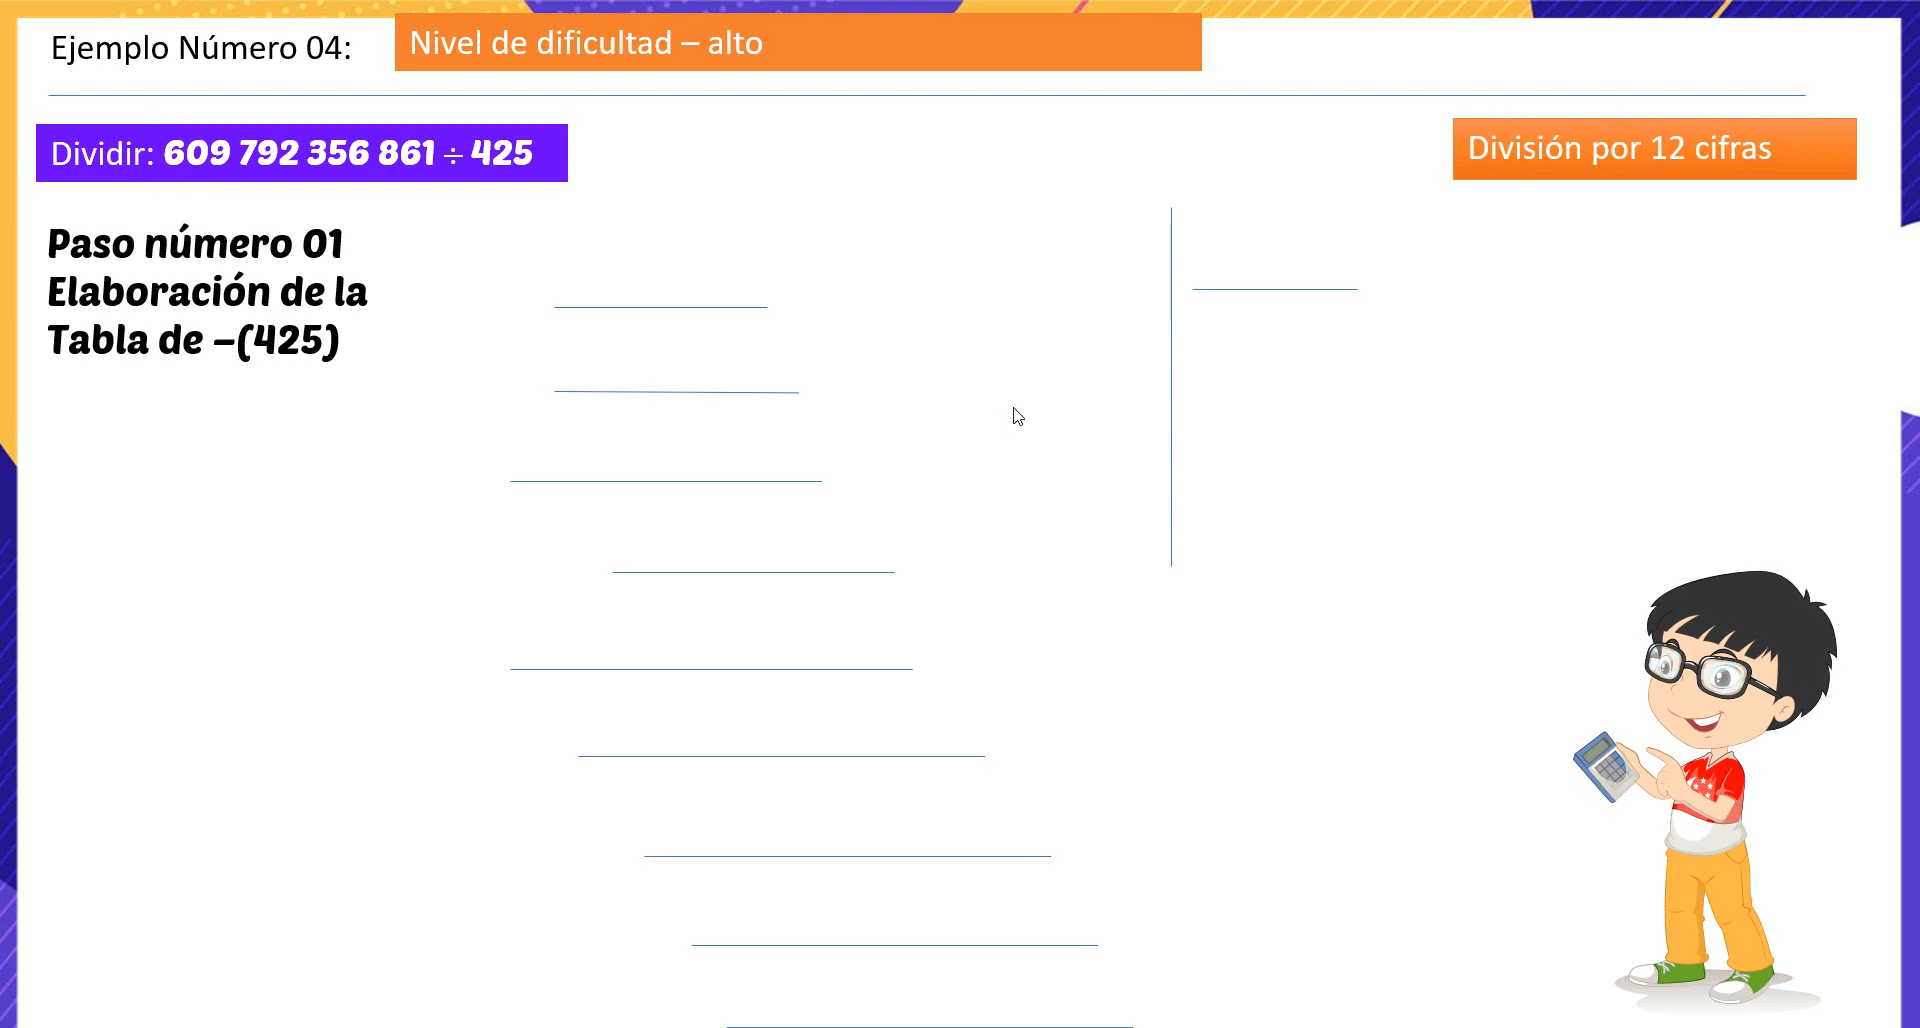 Ejemplo Número 04:
Nivel de dificultad – alto
Dividir: 609 792 356 861 ÷ 425
División por 12 cifras
Paso número 01
Elaboración de la
Tabla de –(425)